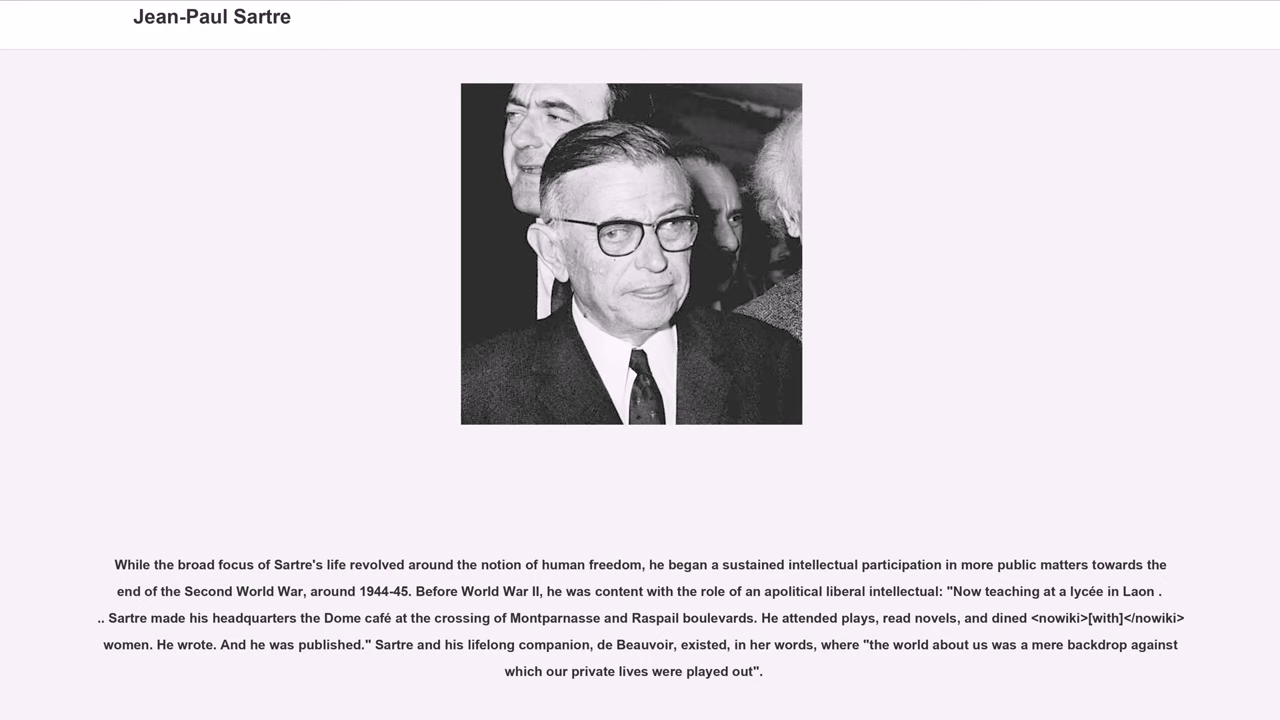 Jean-Paul Sartre
While the broad focus of Sartre's life revolved around the notion of human freedom, he began a sustained intellectual participation in more public matters towards the
end of the Second World War, around 1944-45. Before World War II, he was content with the role of an apolitical liberal intellectual: "Now teaching at a lycée in Laon .
.. Sartre made his headquarters the Dome café at the crossing of Montparnasse and Raspail boulevards. He attended plays, read novels, and dined <nowiki>[with]</nowiki>
women. He wrote. And he was published." Sartre and his lifelong companion, de Beauvoir, existed, in her words, where "the world about us was a mere backdrop against
which our private lives were played out".